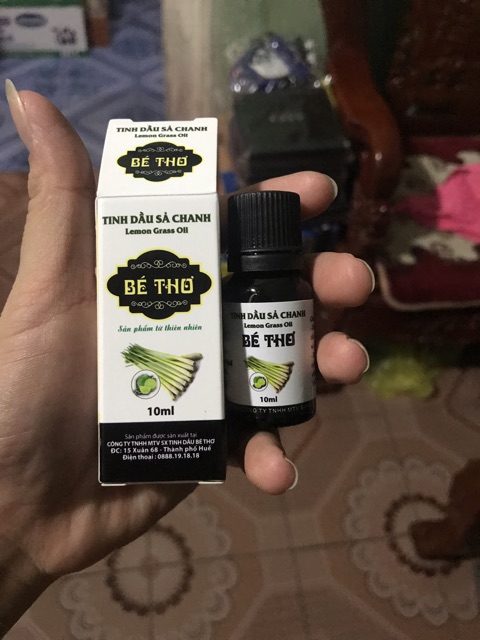 TINH DẦU SẢ CHANH
Lemon Grass Oil
BÉ THƠ
TINH DẦU SẢ CHANH
Lemon Grass Oil
BÉ THƠ
Sản phẩm từ thiên nhiên
10ml
Sản phẩm được sản xuất tại
CÔNG TY TNHH MTV SX TINH DẦU BÉ THƠ
ĐC: 15 Xuân 68 - Thành phố Huế
Điện thoại : 0888.19.18.18
TINH DẦU SẢ CHANH
Lemon Grass Oil
BÉ THƠ
10ml
CÔNG TY TNHH MTV